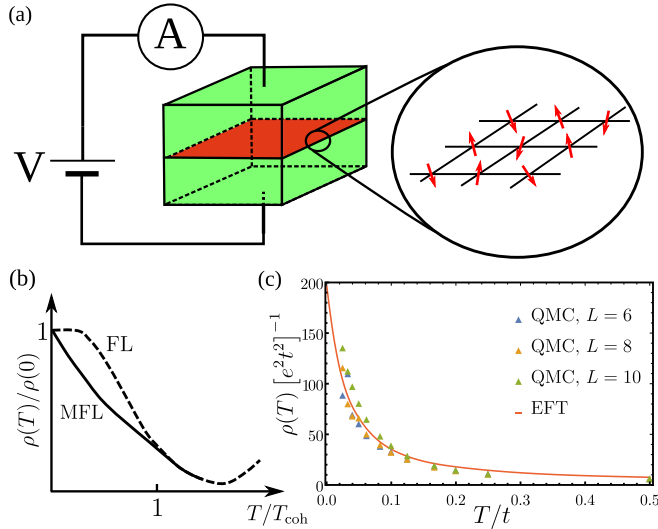 (a)
A
V
(b)
1
FL
MFL
ρ(T)/ρ(0)
1
T/T_coh
(c)
200
150
100
50
0
ρ(T) [e²t²]⁻¹
QMC, L = 6
QMC, L = 8
QMC, L = 10
EFT
0.0 0.1 0.2 0.3 0.4 0.5
T/t